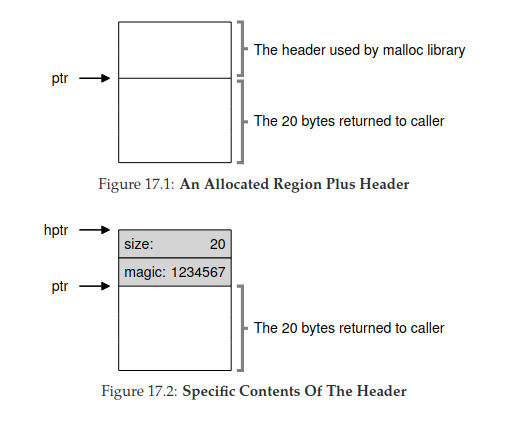 The header used by malloc library
ptr
The 20 bytes returned to caller
Figure 17.1: An Allocated Region Plus Header
hptr
size: 20
magic: 1234567
ptr
The 20 bytes returned to caller
Figure 17.2: Specific Contents Of The Header